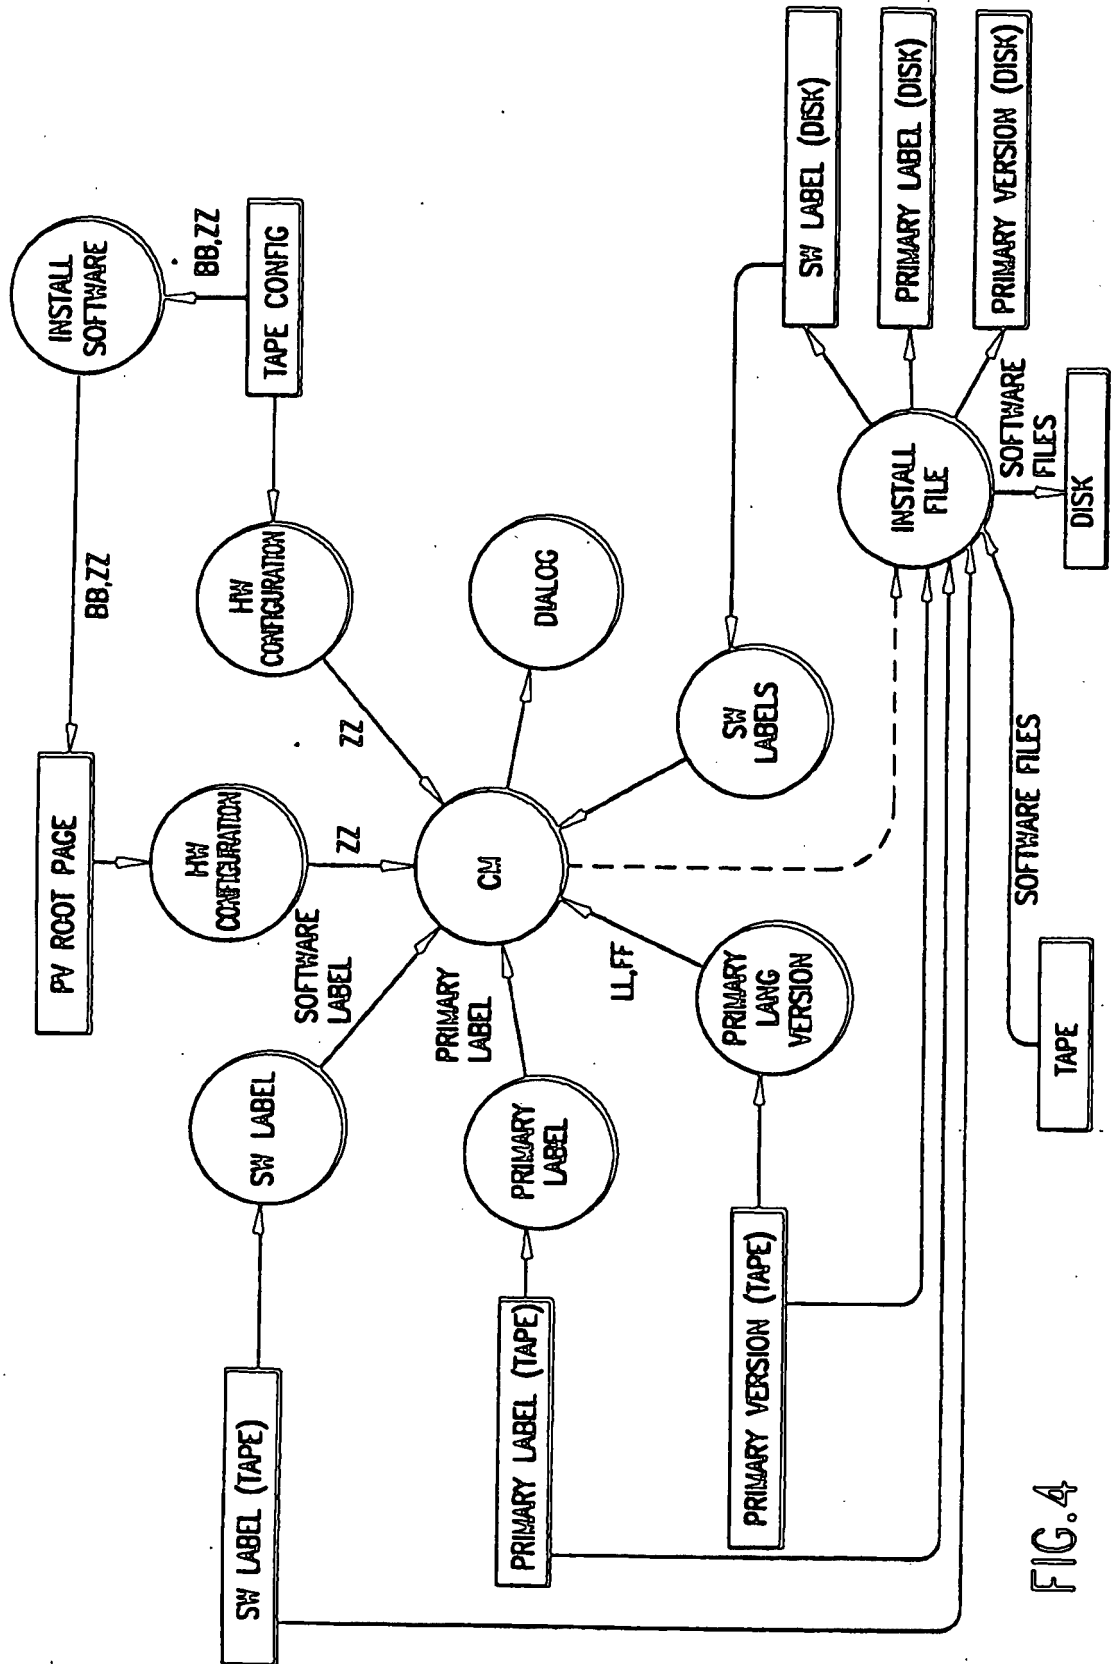 PV ROOT PAGE
BB,ZZ
INSTALL
SOFTWARE
BB,ZZ
TAPE CONFIG
HW
CONFIGURATION
HW
CONFIGURATION
SW LABEL (TAPE)
SW LABEL
SOFTWARE
LABEL
ZZ
ZZ
PRIMARY LABEL (TAPE)
PRIMARY
LABEL
PRIMARY
LABEL
CM
DIALOG
PRIMARY VERSION (TAPE)
PRIMARY
LANG
VERSION
LL,FF
SW
LABELS
SW LABEL (DISK)
PRIMARY LABEL (DISK)
PRIMARY VERSION (DISK)
INSTALL
FILE
SOFTWARE
FILES
DISK
TAPE
SOFTWARE FILES
FIG.4